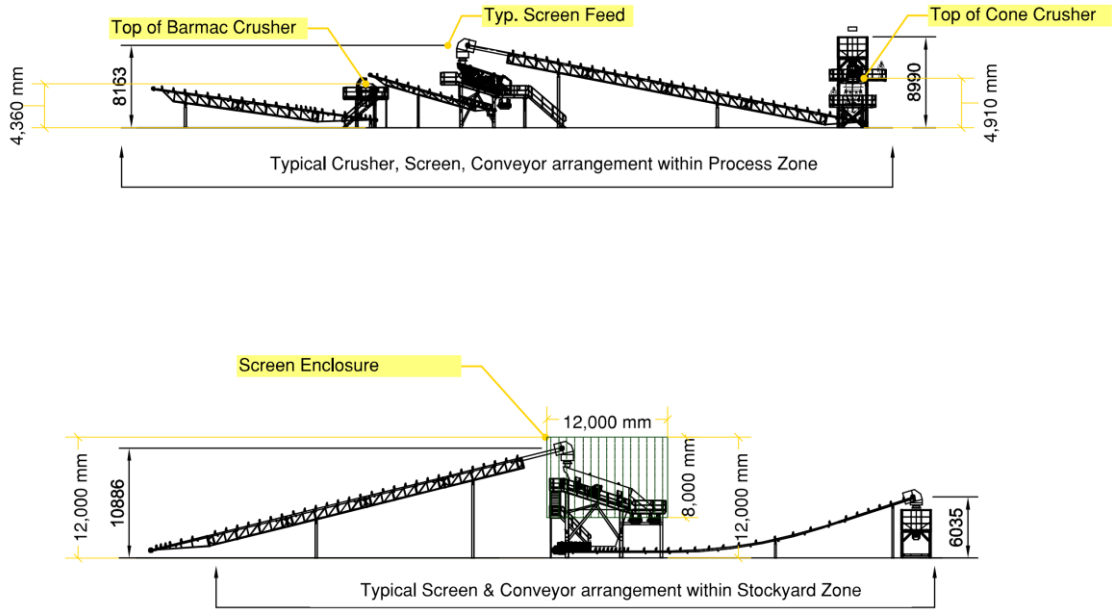 Typ. Screen Feed
Top of Barmac Crusher
Top of Cone Crusher
4,360 mm
8163
8990
4,910 mm
Typical Crusher, Screen, Conveyor arrangement within Process Zone
Screen Enclosure
12,000 mm
12,000 mm
10886
8,000 mm
12,000 mm
6035
Typical Screen & Conveyor arrangement within Stockyard Zone